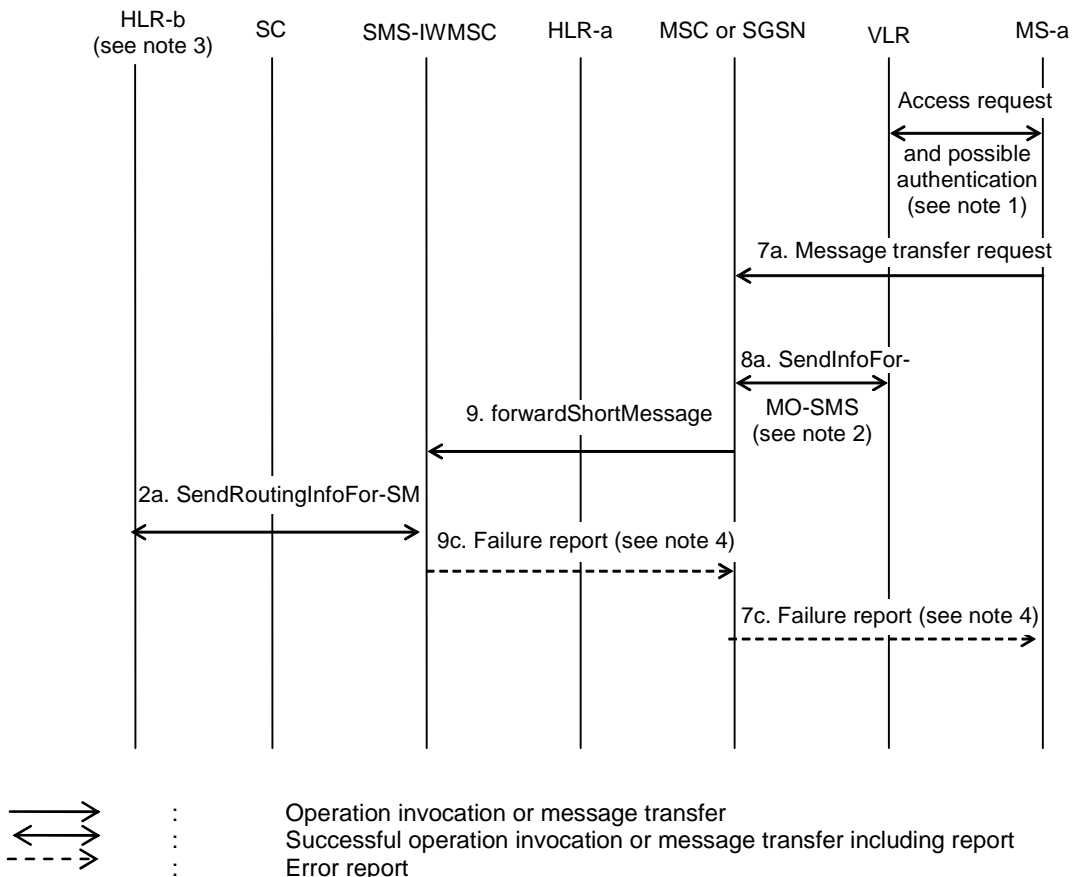 HLR-b
(see note 3)
SC
SMS-IWMSC
HLR-a
MSC or SGSN
VLR
MS-a
Access request
and possible
authentication
(see note 1)
7a. Message transfer request
8a. SendInfoFor-
MO-SMS
(see note 2)
9. forwardShortMessage
2a. SendRoutingInfoFor-SM
9c. Failure report (see note 4)
7c. Failure report (see note 4)
: Operation invocation or message transfer
: Successful operation invocation or message transfer including report
: Error report